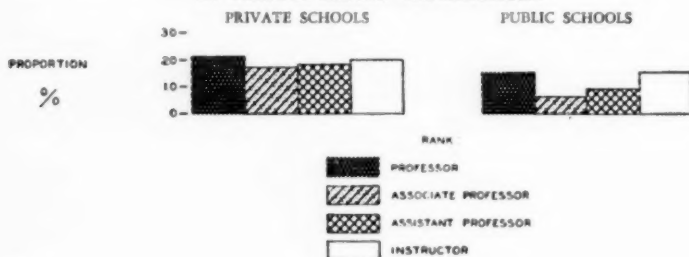 PRIVATE SCHOOLS
PUBLIC SCHOOLS
30
20
10
0
PROPORTION
%
RANK
PROFESSOR
ASSOCIATE PROFESSOR
ASSISTANT PROFESSOR
INSTRUCTOR